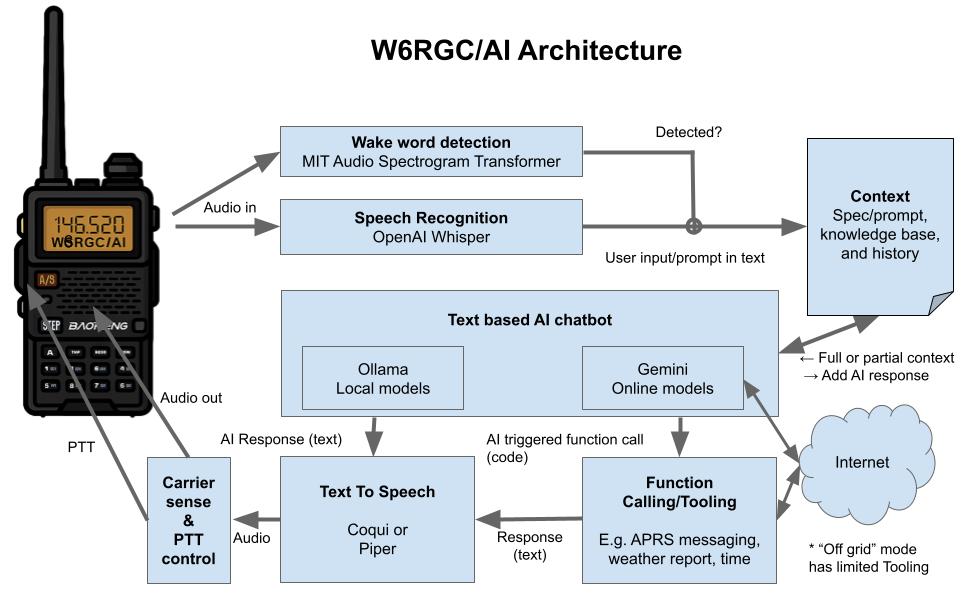 W6RGC/AI Architecture
146.520
W6RGC/AI
A/S
STEP BAOFENG
Wake word detection
MIT Audio Spectrogram Transformer
Detected?
Audio in
Speech Recognition
OpenAI Whisper
User input/prompt in text
Context
Spec/prompt,
knowledge base,
and history
Text based AI chatbot
Ollama
Local models
Gemini
Online models
← Full or partial context
→ Add AI response
Audio out
PTT
AI Response (text)
AI triggered function call
(code)
Internet
Carrier
sense
&
PTT
control
Audio
Text To Speech
Coqui or
Piper
Response
(text)
Function
Calling/Tooling
E.g. APRS messaging,
weather report, time
* “Off grid” mode
has limited Tooling